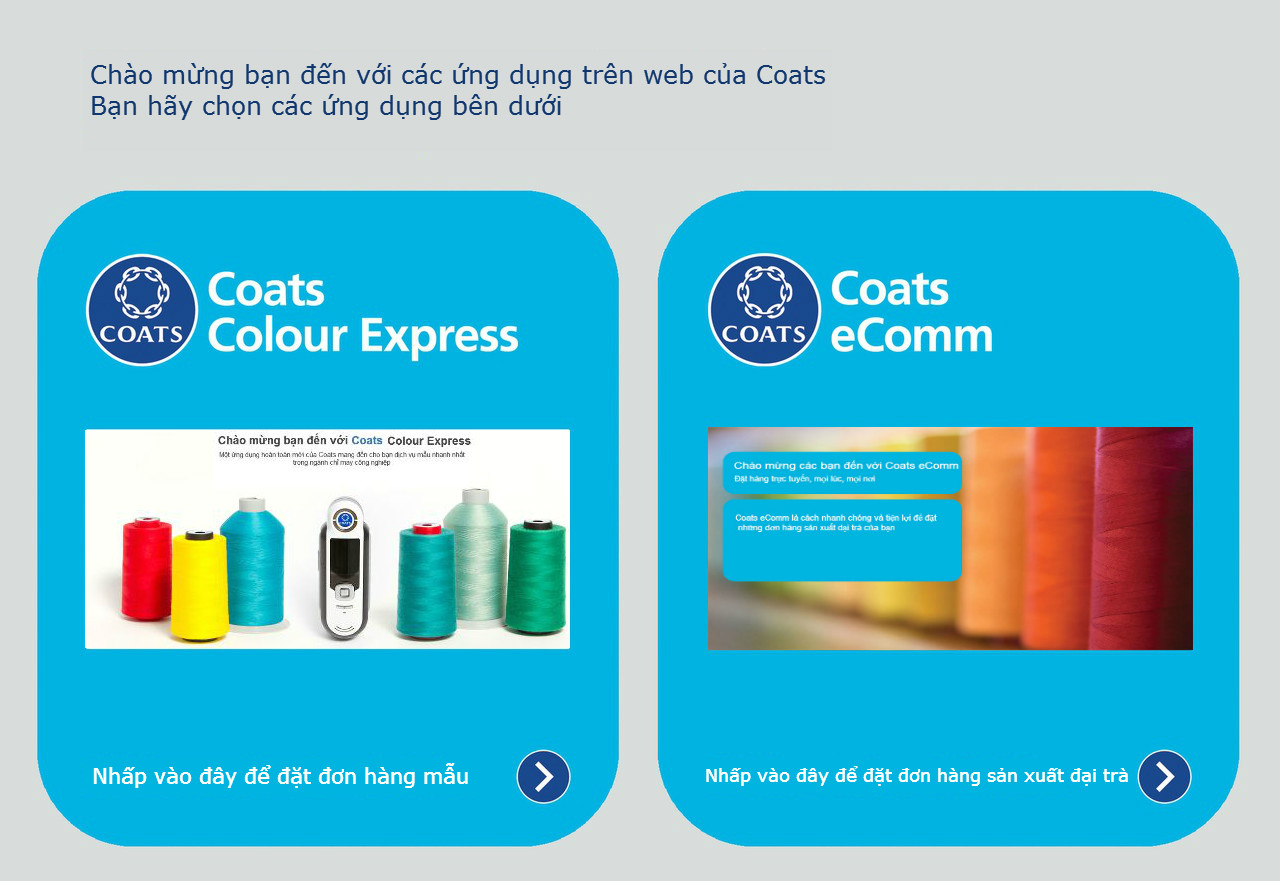 Chào mừng bạn đến với các ứng dụng trên web của Coats
Bạn hãy chọn các ứng dụng bên dưới
COATS
Coats
Colour Express
Chào mừng bạn đến với Coats Colour Express
Một ứng dụng hoàn toàn mới của Coats mang đến cho bạn dịch vụ mẫu nhanh nhất
trong ngành chỉ may công nghiệp
COATS
Nhấp vào đây để đặt đơn hàng mẫu
COATS
Coats
eComm
Chào mừng các bạn đến với Coats eComm
Đặt hàng trực tuyến, mọi lúc, mọi nơi
Coats eComm là cách nhanh chóng và tiện lợi để đặt
những đơn hàng sản xuất đại trà của bạn
Nhấp vào đây để đặt đơn hàng sản xuất đại trà